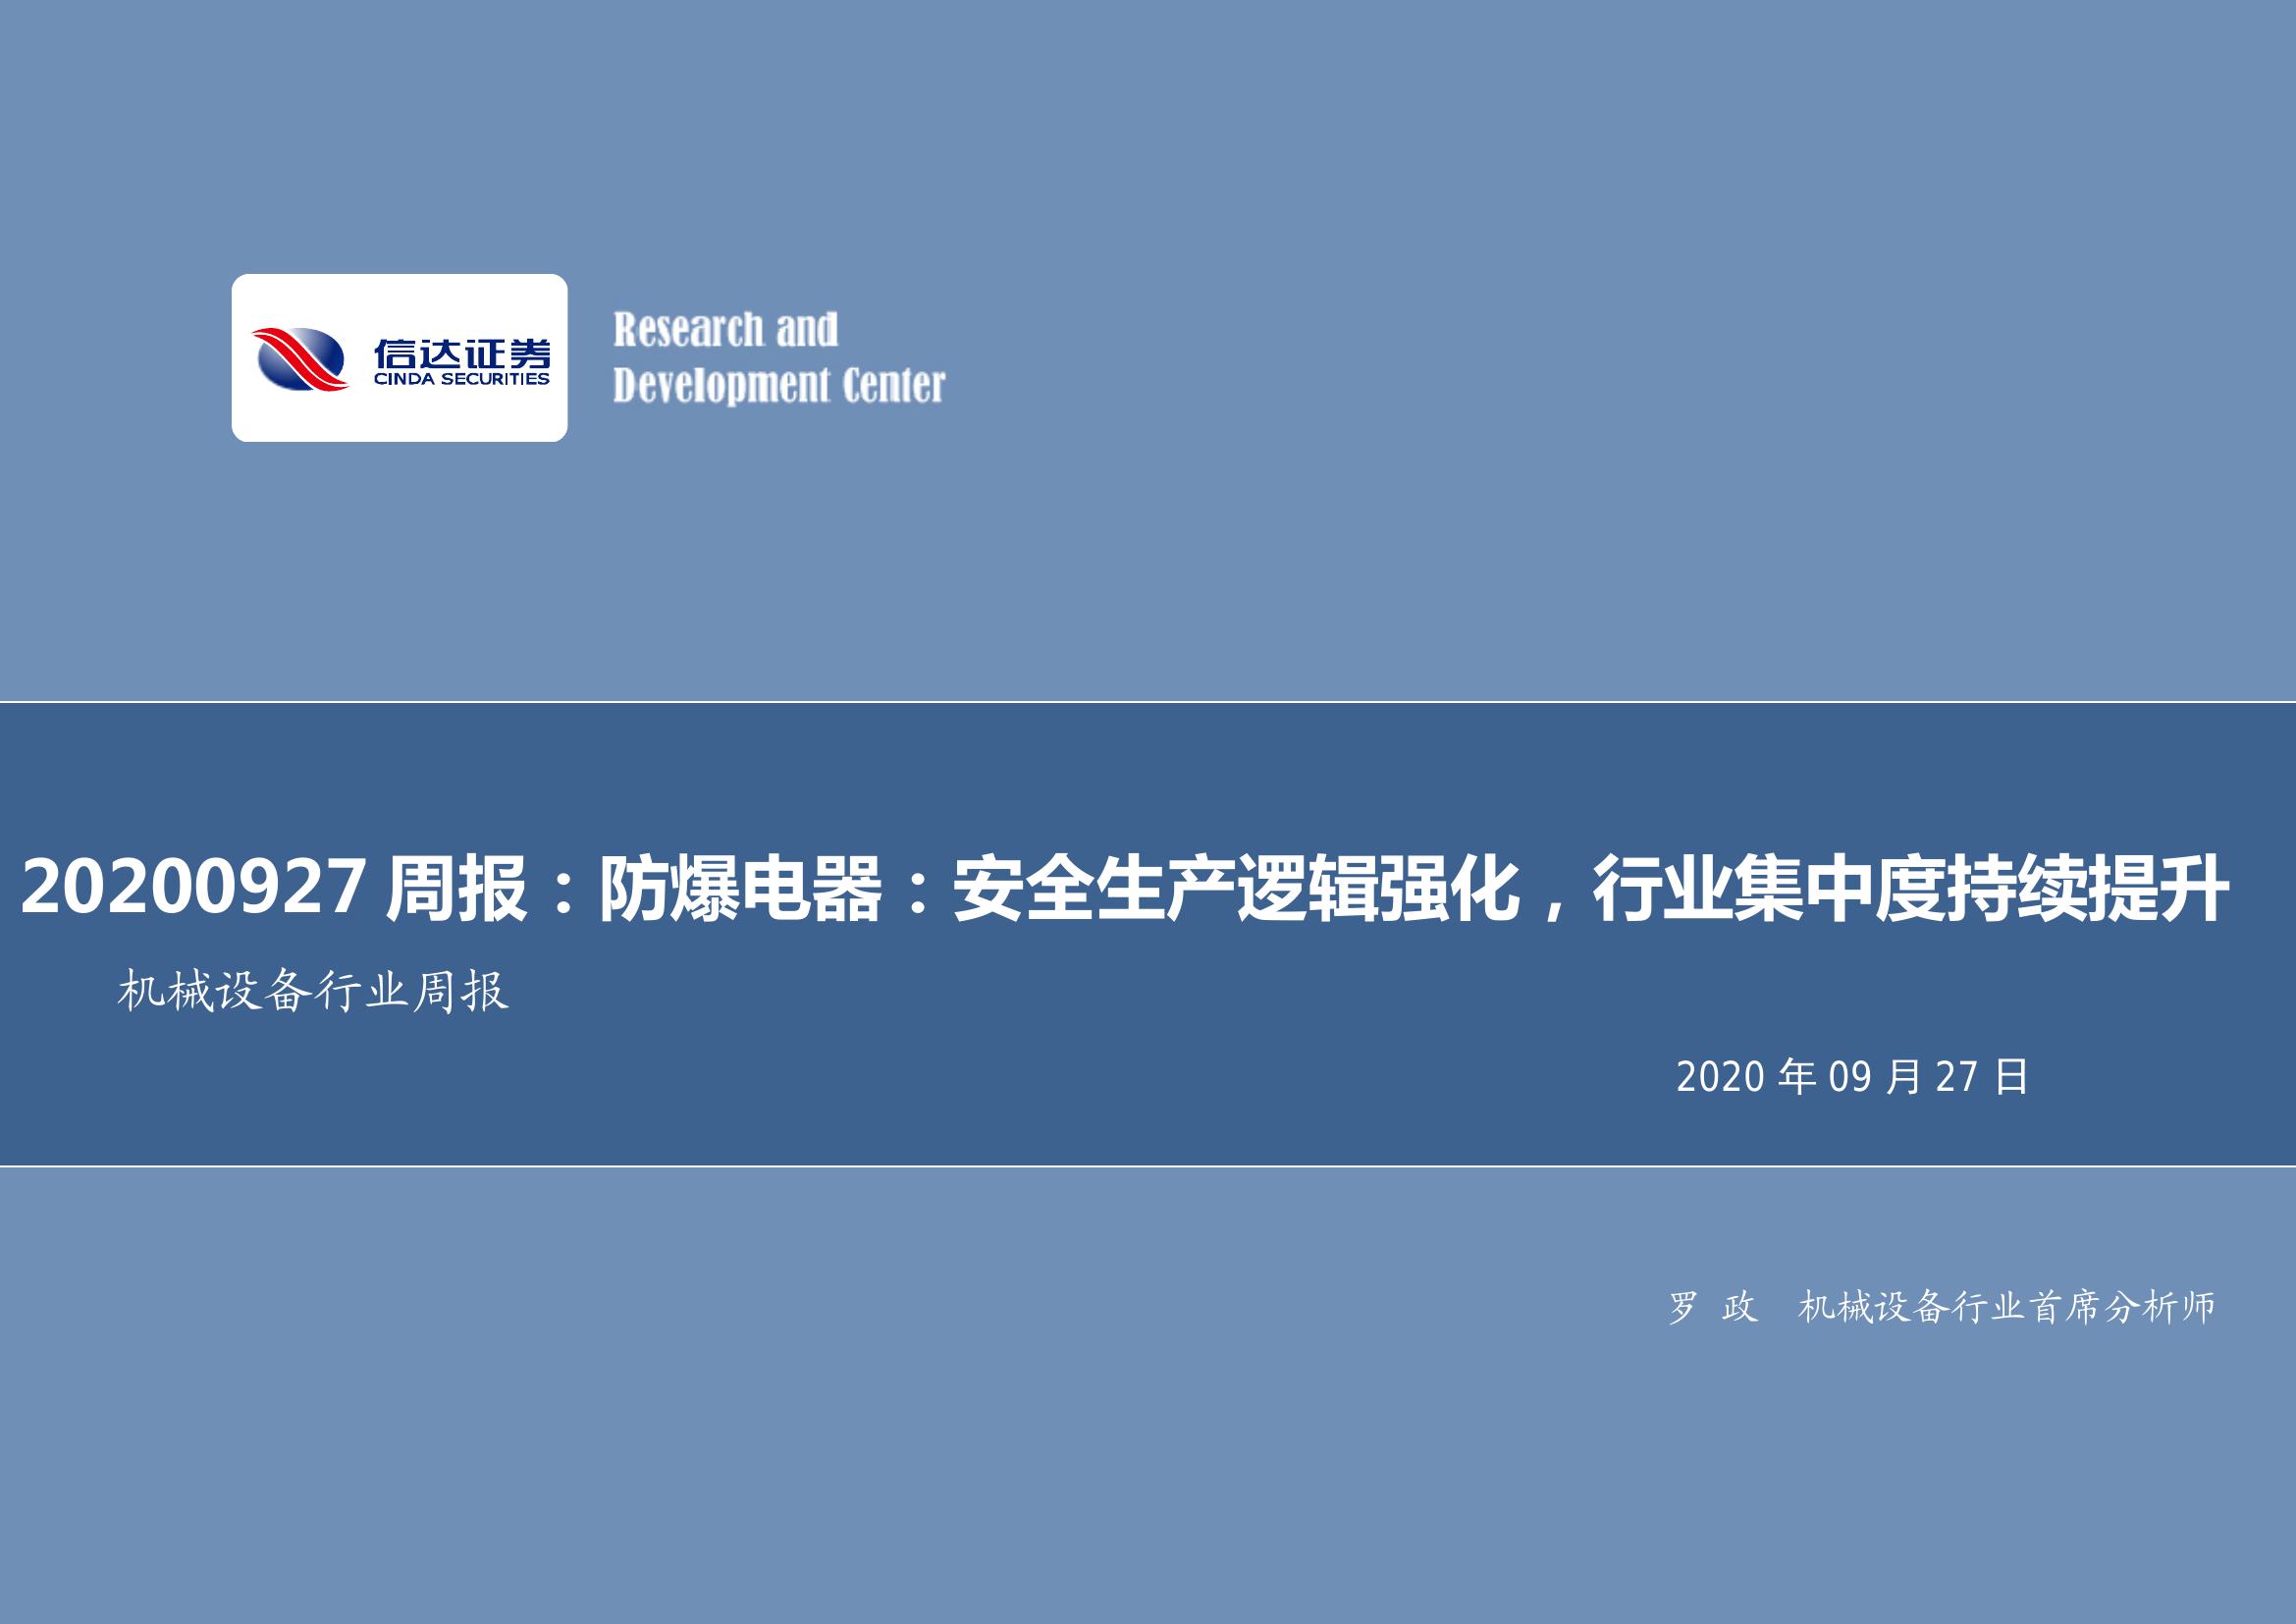 信达证券
CINDA SECURITIES
Research and
Development Center
20200927 周报：防爆电器：安全生产逻辑强化，行业集中度持续提升
机械设备行业周报
2020 年 09 月 27 日
罗 政 机械设备行业首席分析师